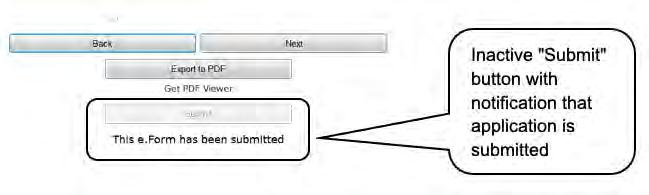 Back Next
Export to PDF
Get PDF Viewer
Submit
This e.Form has been submitted
Inactive "Submit"
button with
notification that
application is
submitted